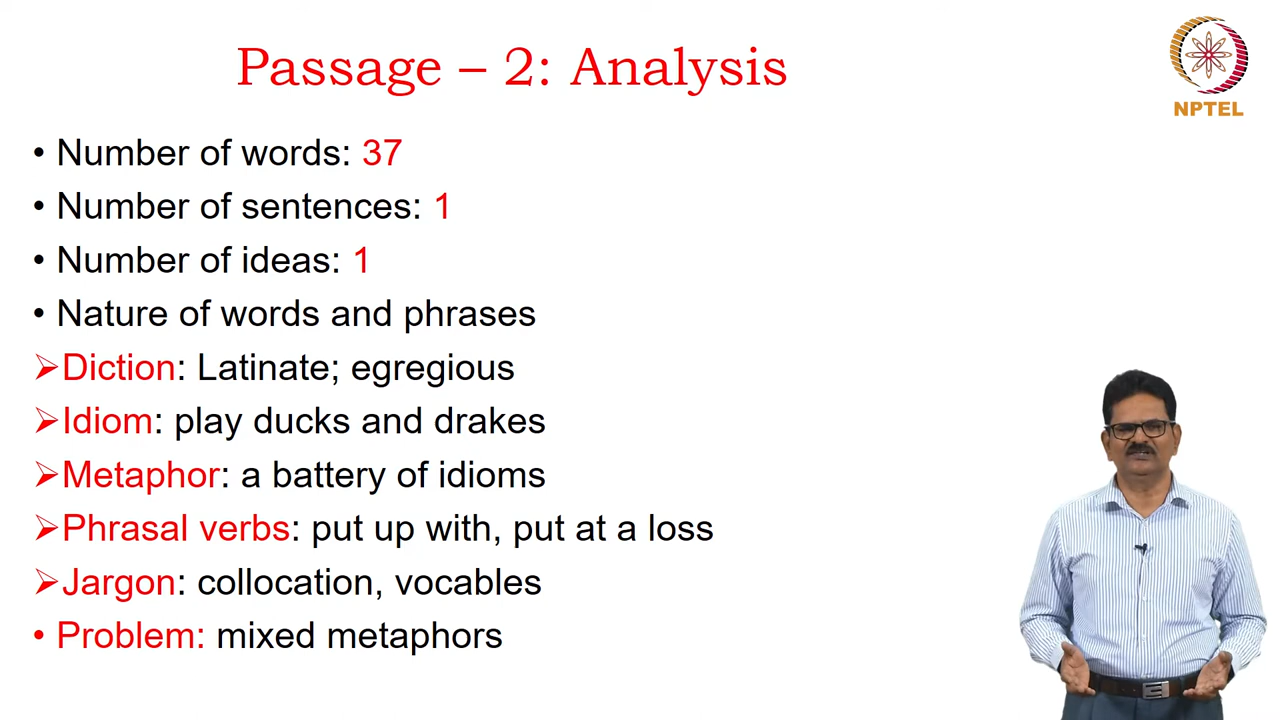 Passage – 2: Analysis
NPTEL
• Number of words: 37
• Number of sentences: 1
• Number of ideas: 1
• Nature of words and phrases
➢Diction: Latinate; egregious
➢Idiom: play ducks and drakes
➢Metaphor: a battery of idioms
➢Phrasal verbs: put up with, put at a loss
➢Jargon: collocation, vocables
• Problem: mixed metaphors